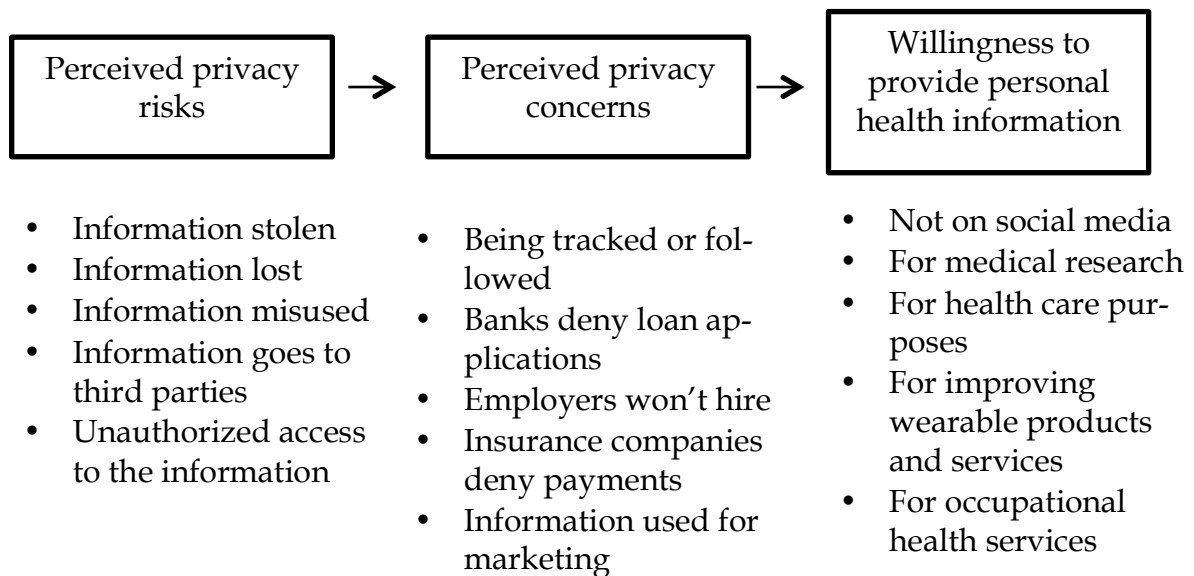 Perceived privacy
risks
Perceived privacy
concerns
Willingness to
provide personal
health information
• Information stolen
• Information lost
• Information misused
• Information goes to
third parties
• Unauthorized access
to the information
• Being tracked or fol-
lowed
• Banks deny loan ap-
plications
• Employers won’t hire
• Insurance companies
deny payments
• Information used for
marketing
• Not on social media
• For medical research
• For health care pur-
poses
• For improving
wearable products
and services
• For occupational
health services